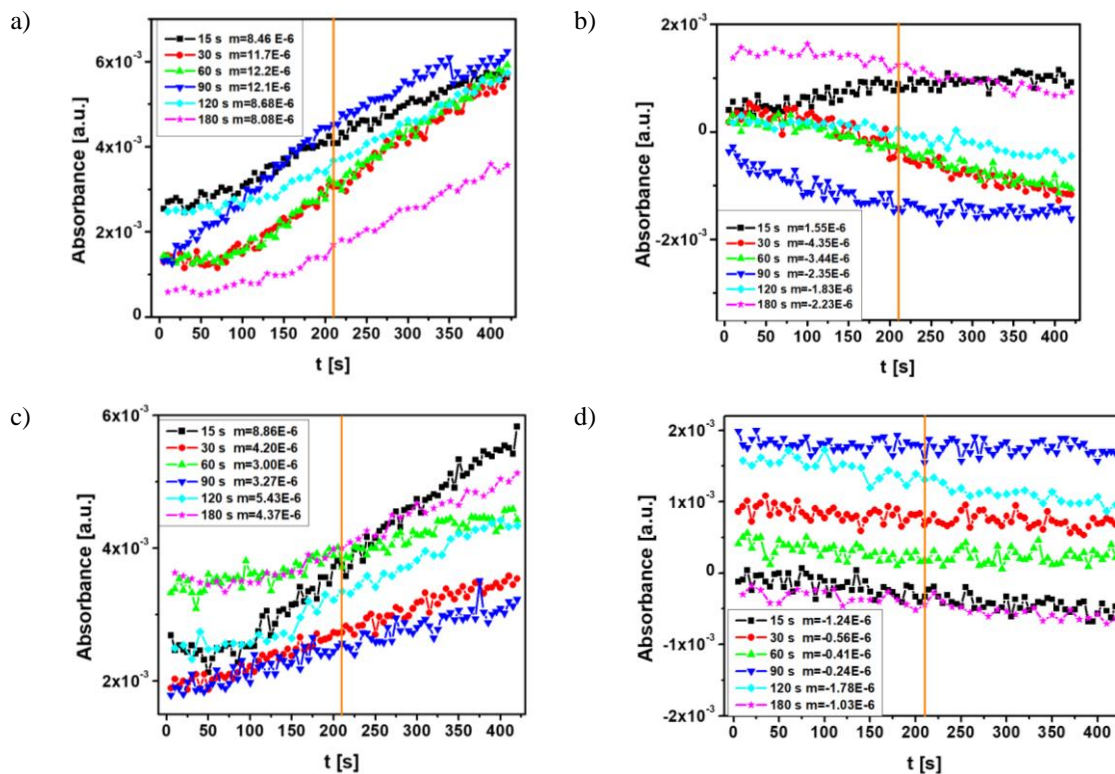 a)
15 s m=8.46 E-6
30 s m=11.7E-6
60 s m=12.2E-6
90 s m=12.1E-6
120 s m=8.68E-6
180 s m=8.08E-6
6x10⁻³
4x10⁻³
2x10⁻³
0
Absorbance [a.u.]
0 50 100 150 200 250 300 350 400
t [s]
b)
2x10⁻³
0
-2x10⁻³
Absorbance [a.u.]
15 s m=1.55E-6
30 s m=-4.35E-6
60 s m=-3.44E-6
90 s m=-2.35E-6
120 s m=-1.83E-6
180 s m=-2.23E-6
0 50 100 150 200 250 300 350 400
t [s]
c)
6x10⁻³
4x10⁻³
2x10⁻³
Absorbance [a.u.]
15 s m=8.86E-6
30 s m=4.20E-6
60 s m=3.00E-6
90 s m=3.27E-6
120 s m=5.43E-6
180 s m=4.37E-6
0 50 100 150 200 250 300 350 400
t [s]
d)
2x10⁻³
1x10⁻³
0
-1x10⁻³
-2x10⁻³
Absorbance [a.u.]
15 s m=-1.24E-6
30 s m=-0.56E-6
60 s m=-0.41E-6
90 s m=-0.24E-6
120 s m=-1.78E-6
180 s m=-1.03E-6
0 50 100 150 200 250 300 350 400
t [s]